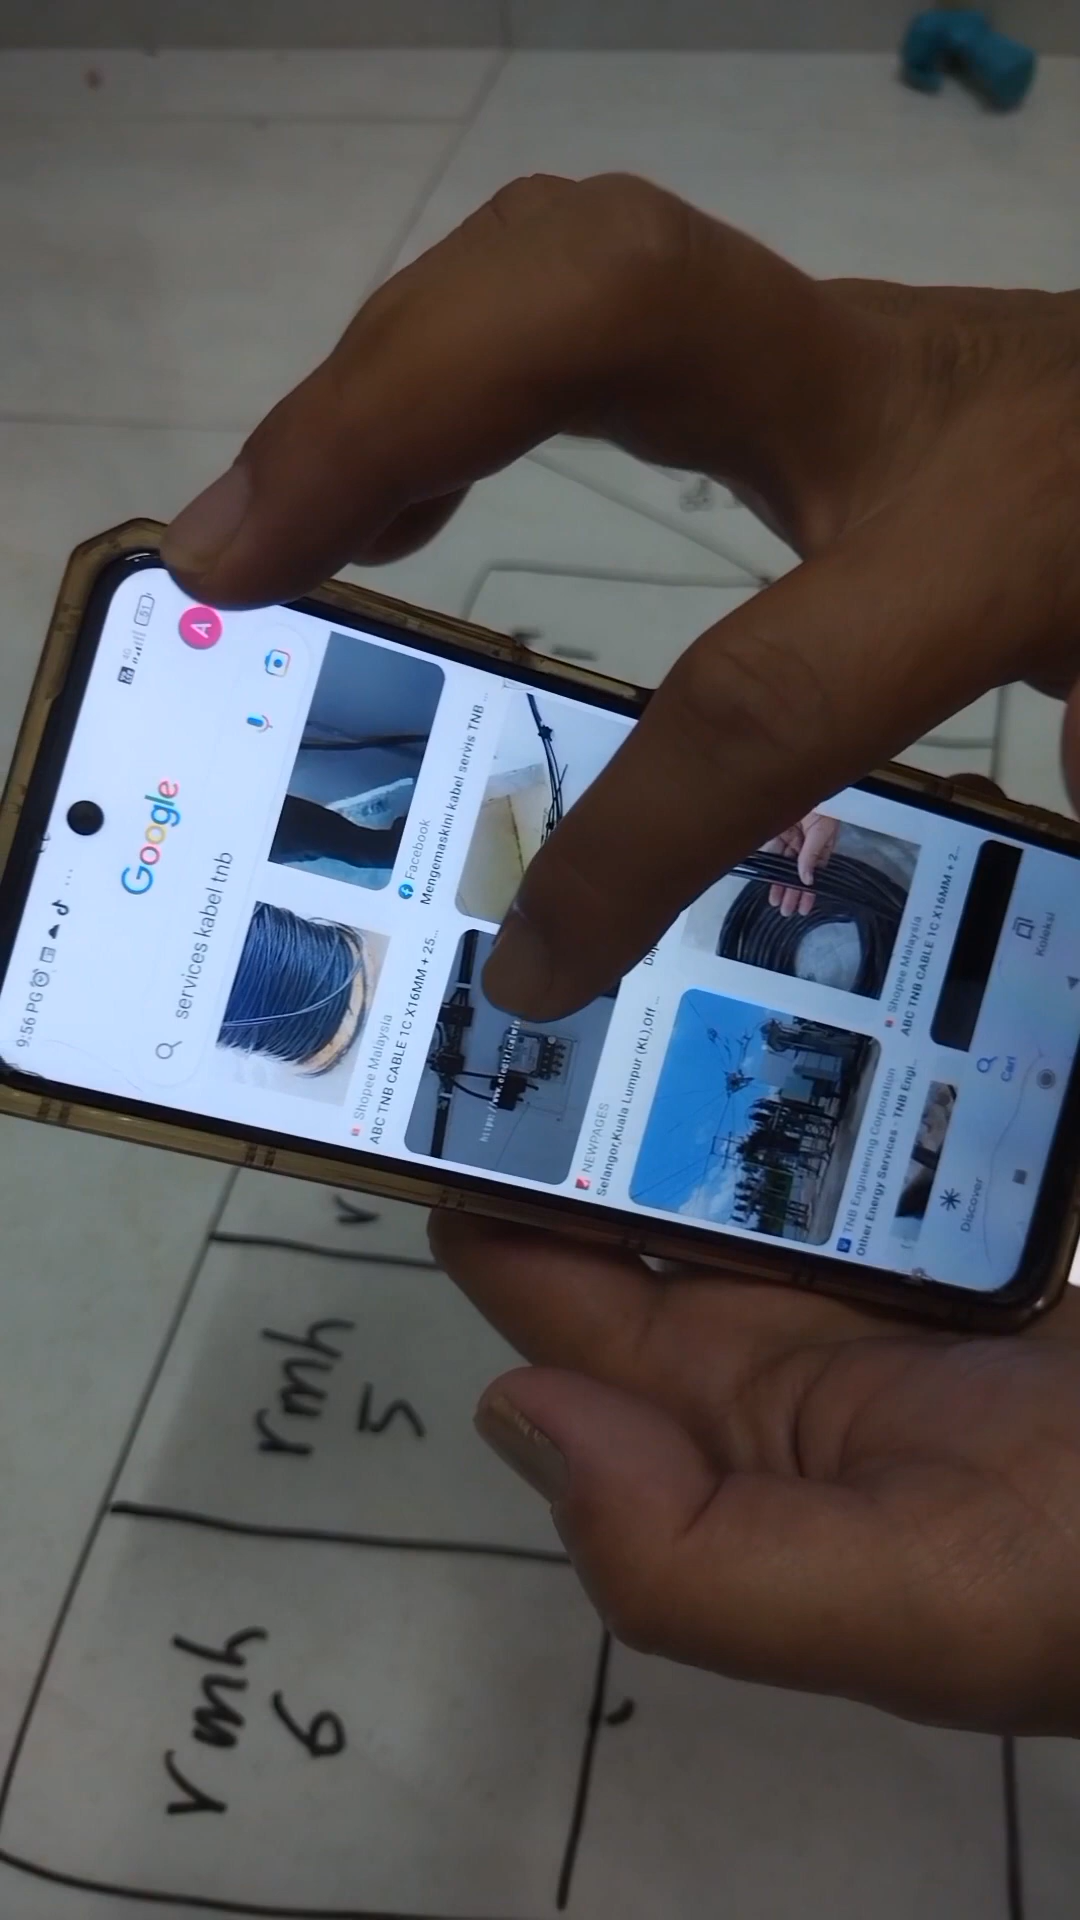 9:56 PG
4G
51
Google
A
services kabel tnb
Shopee Malaysia
ABC TNB CABLE 1C X16MM + 25...
Facebook
Mengemaskini kabel servis TNB ...
NEWPAGES
Selangor,Kuala Lumpur (KL),Off ...
TNB Engineering Corporation
Other Energy Services - TNB Engi...
Shopee Malaysia
ABC TNB CABLE 1C X16MM + 2...
Discover
Cari
Koleksi
rmh
5
rmh
6